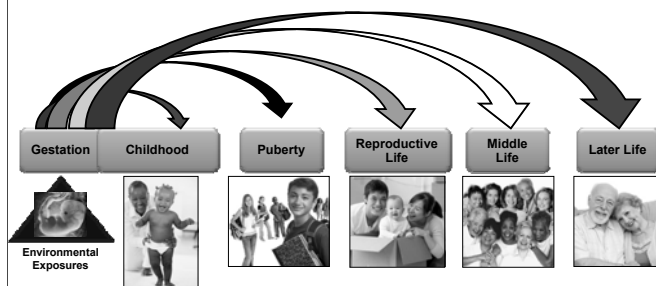 Gestation
Childhood
Puberty
Reproductive
Life
Middle
Life
Later Life
Environmental
Exposures